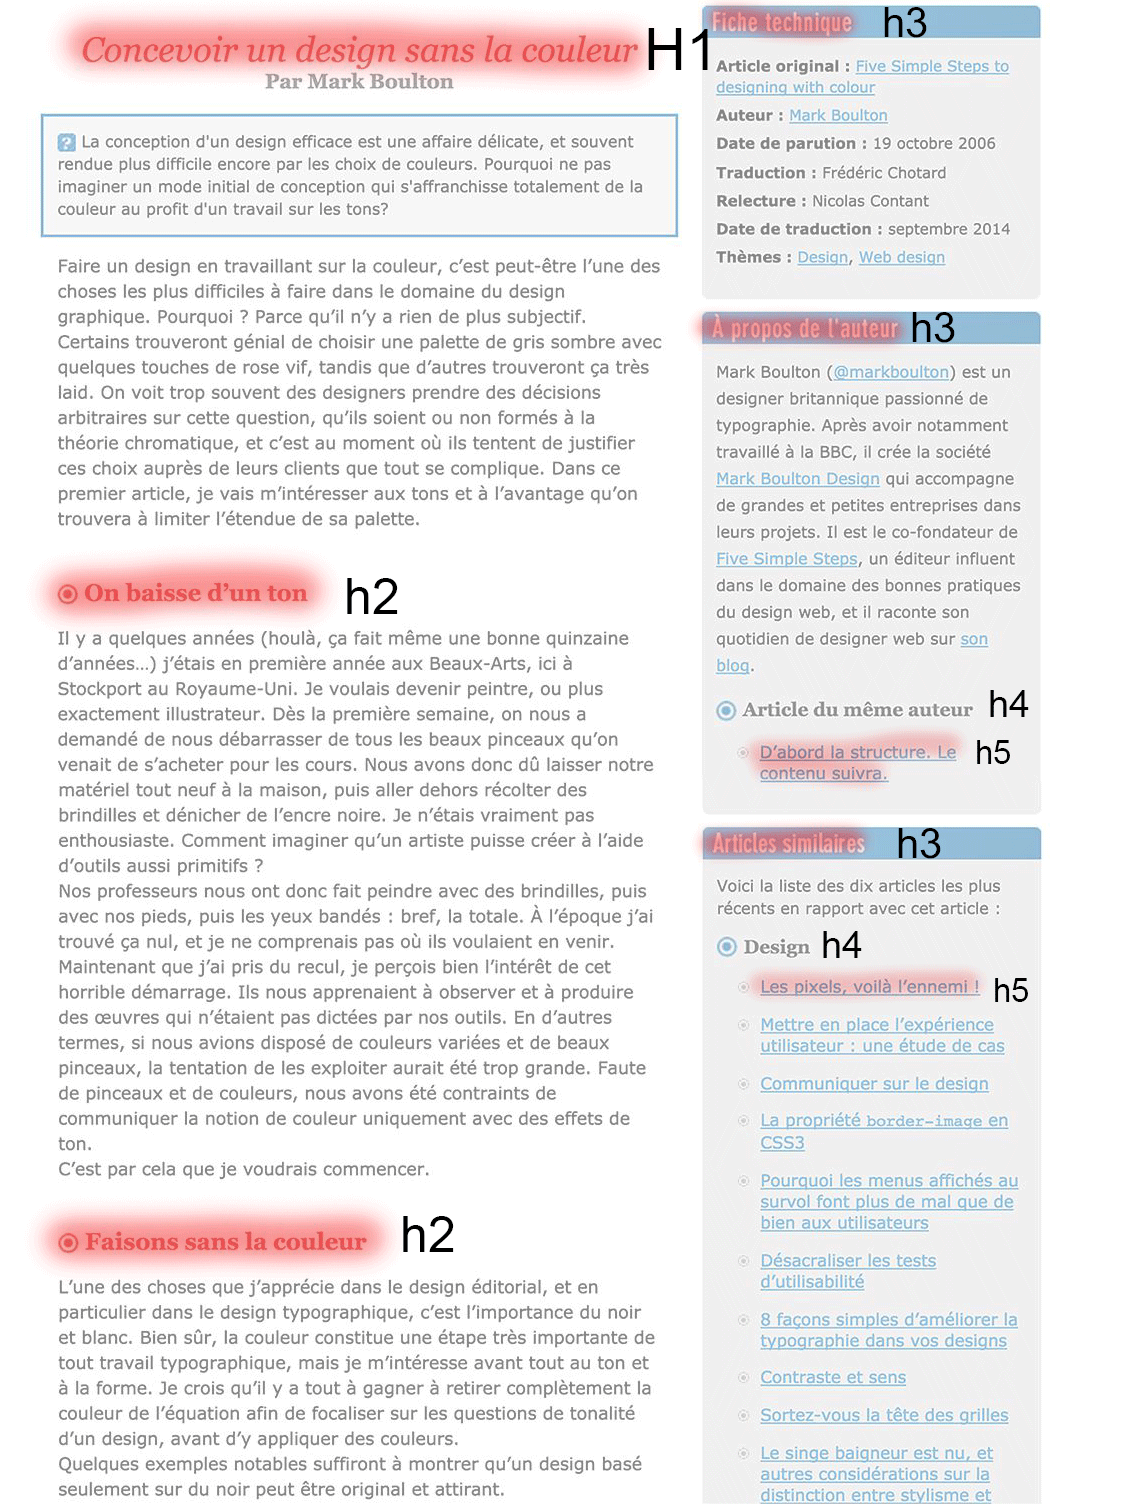 Concevoir un design sans la couleur H1
Par Mark Boulton
? La conception d'un design efficace est une affaire délicate, et souvent
rendue plus difficile encore par les choix de couleurs. Pourquoi ne pas
imaginer un mode initial de conception qui s'affranchisse totalement de la
couleur au profit d'un travail sur les tons?
Faire un design en travaillant sur la couleur, c’est peut-être l’une des
choses les plus difficiles à faire dans le domaine du design
graphique. Pourquoi ? Parce qu’il n’y a rien de plus subjectif.
Certains trouveront génial de choisir une palette de gris sombre avec
quelques touches de rose vif, tandis que d’autres trouveront ça très
laid. On voit trop souvent des designers prendre des décisions
arbitraires sur cette question, qu’ils soient ou non formés à la
théorie chromatique, et c’est au moment où ils tentent de justifier
ces choix auprès de leurs clients que tout se complique. Dans ce
premier article, je vais m’intéresser aux tons et à l’avantage qu’on
trouvera à limiter l’étendue de sa palette.
On baisse d’un ton h2
Il y a quelques années (houlà, ça fait même une bonne quinzaine
d’années…) j’étais en première année aux Beaux-Arts, ici à
Stockport au Royaume-Uni. Je voulais devenir peintre, ou plus
exactement illustrateur. Dès la première semaine, on nous a
demandé de nous débarrasser de tous les beaux pinceaux qu’on
venait de s’acheter pour les cours. Nous avons donc dû laisser notre
matériel tout neuf à la maison, puis aller dehors récolter des
brindilles et dénicher de l’encre noire. Je n’étais vraiment pas
enthousiaste. Comment imaginer qu’un artiste puisse créer à l’aide
d’outils aussi primitifs ?
Nos professeurs nous ont donc fait peindre avec des brindilles, puis
avec nos pieds, puis les yeux bandés : bref, la totale. À l’époque j’ai
trouvé ça nul, et je ne comprenais pas où ils voulaient en venir.
Maintenant que j’ai pris du recul, je perçois bien l’intérêt de cet
horrible démarrage. Ils nous apprenaient à observer et à produire
des œuvres qui n’étaient pas dictées par nos outils. En d’autres
termes, si nous avions disposé de couleurs variées et de beaux
pinceaux, la tentation de les exploiter aurait été trop grande. Faute
de pinceaux et de couleurs, nous avons été contraints de
communiquer la notion de couleur uniquement avec des effets de
ton.
C’est par cela que je voudrais commencer.
Faisons sans la couleur h2
L’une des choses que j’apprécie dans le design éditorial, et en
particulier dans le design typographique, c’est l’importance du noir
et blanc. Bien sûr, la couleur constitue une étape très importante de
tout travail typographique, mais je m’intéresse avant tout au ton et
à la forme. Je crois qu’il y a tout à gagner à retirer complètement la
couleur de l’équation afin de focaliser sur les questions de tonalité
d’un design, avant d’y appliquer des couleurs.
Quelques exemples notables suffiront à montrer qu’un design basé
seulement sur du noir peut être original et attirant.
Fiche technique h3
Article original : Five Simple Steps to
designing with colour
Auteur : Mark Boulton
Date de parution : 19 octobre 2006
Traduction : Frédéric Chotard
Relecture : Nicolas Contant
Date de traduction : septembre 2014
Thèmes : Design, Web design
À propos de l'auteur h3
Mark Boulton (@markboulton) est un
designer britannique passionné de
typographie. Après avoir notamment
travaillé à la BBC, il crée la société
Mark Boulton Design qui accompagne
de grandes et petites entreprises dans
leurs projets. Il est le co-fondateur de
Five Simple Steps, un éditeur influent
dans le domaine des bonnes pratiques
du design web, et il raconte son
quotidien de designer web sur son
blog.
Article du même auteur h4
D’abord la structure. Le h5
contenu suivra.
Articles similaires h3
Voici la liste des dix articles les plus
récents en rapport avec cet article :
Design h4
Les pixels, voilà l’ennemi ! h5
Mettre en place l’expérience
utilisateur : une étude de cas
Communiquer sur le design
La propriété border-image en
CSS3
Pourquoi les menus affichés au
survol font plus de mal que de
bien aux utilisateurs
Désacraliser les tests
d’utilisabilité
8 façons simples d’améliorer la
typographie dans vos designs
Contraste et sens
Sortez-vous la tête des grilles
Le singe baigneur est nu, et
autres considérations sur la
distinction entre stylisme et